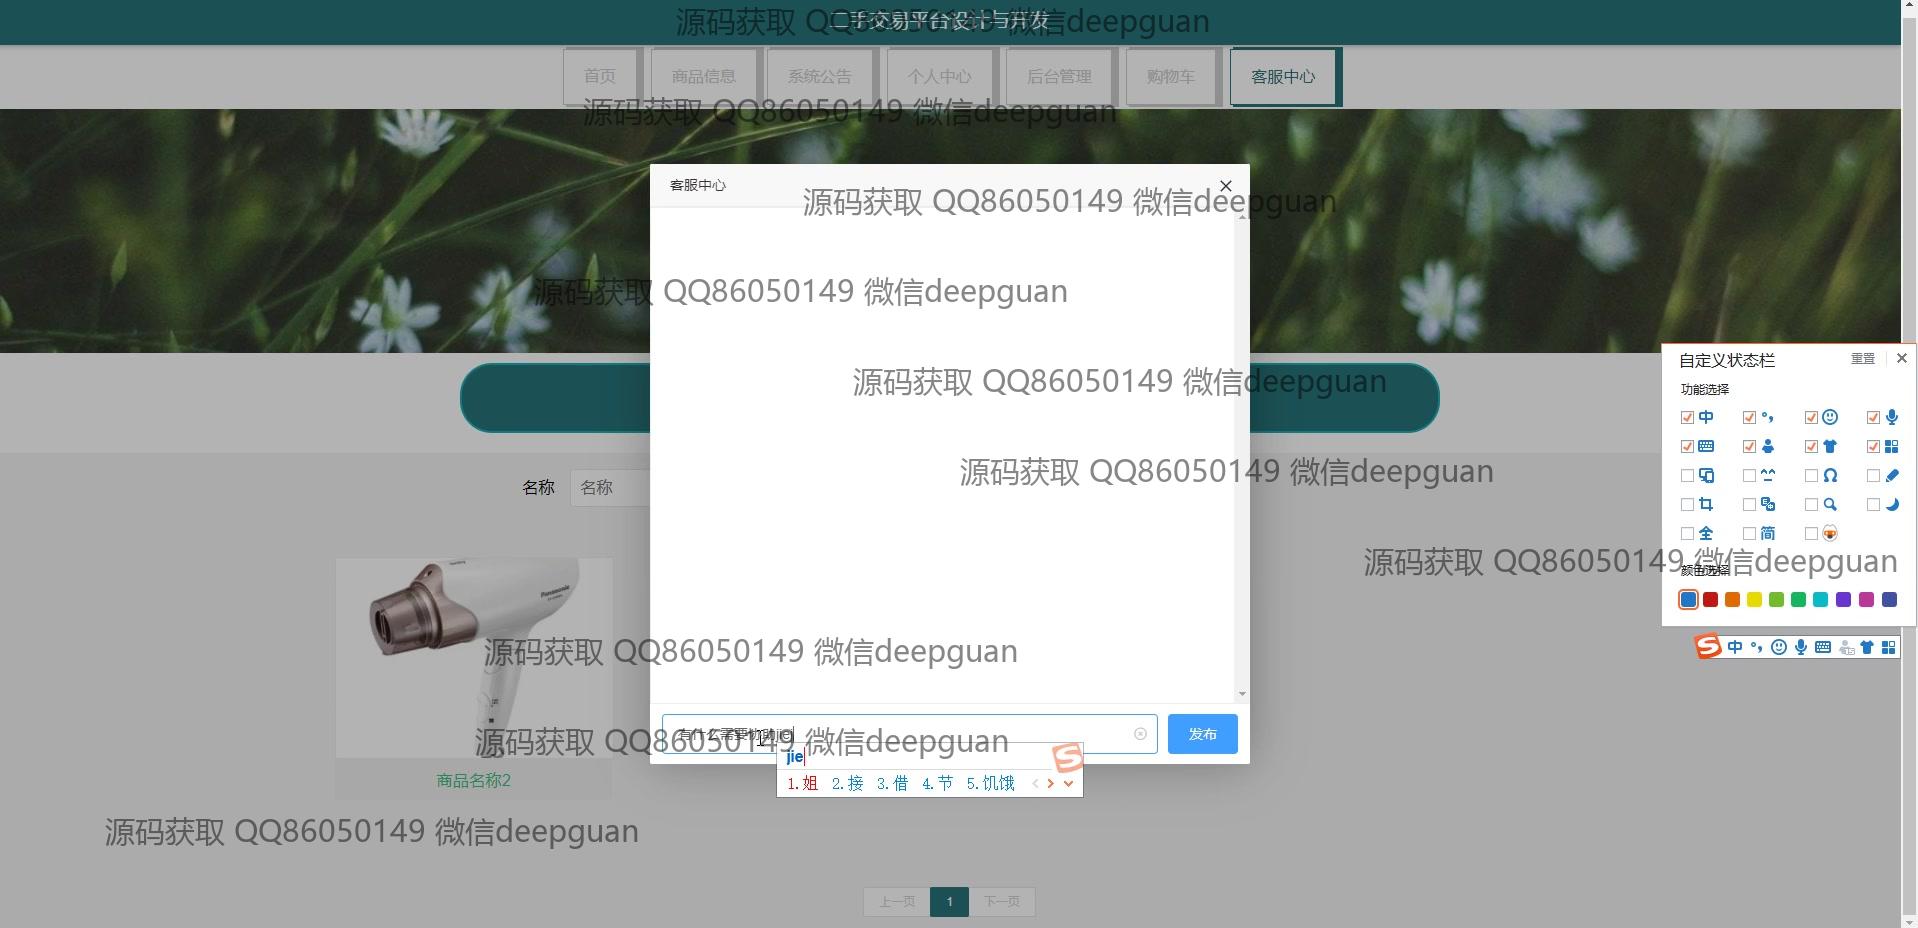 二手交易平台设计与开发
源码获取 QQ86050149 微信deepguan
首页
商品信息
系统公告
个人中心
后台管理
购物车
客服中心
源码获取 QQ86050149 微信deepguan
客服中心
源码获取 QQ86050149 微信deepguan
源码获取 QQ86050149 微信deepguan
自定义状态栏
重置
源码获取 QQ86050149 微信deepguan
功能选择
中
源码获取 QQ86050149 微信deepguan
名称
名称
全
简
源码获取 QQ86050149 微信deepguan
颜色选择
Panasonic
源码获取 QQ86050149 微信deepguan
中
有什么需要协助jie
发布
源码获取 QQ86050149 微信deepguan
jie
1.姐 2.接 3.借 4.节 5.饥饿
商品名称2
源码获取 QQ86050149 微信deepguan
上一页
1
下一页